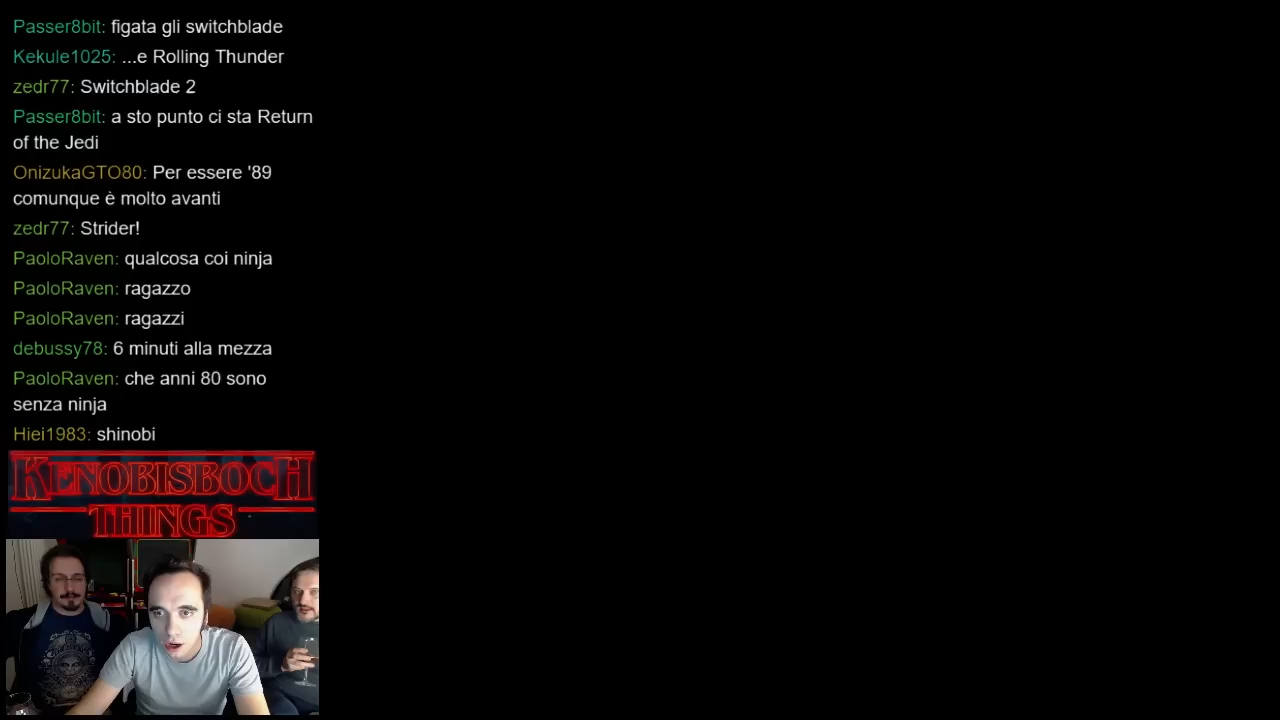 Passer8bit: figata gli switchblade
Kekule1025: ...e Rolling Thunder
zedr77: Switchblade 2
Passer8bit: a sto punto ci sta Return
of the Jedi
OnizukaGTO80: Per essere '89
comunque è molto avanti
zedr77: Strider!
PaoloRaven: qualcosa coi ninja
PaoloRaven: ragazzo
PaoloRaven: ragazzi
debussy78: 6 minuti alla mezza
PaoloRaven: che anni 80 sono
senza ninja
Hiei1983: shinobi
KENOBISBOCH
THINGS